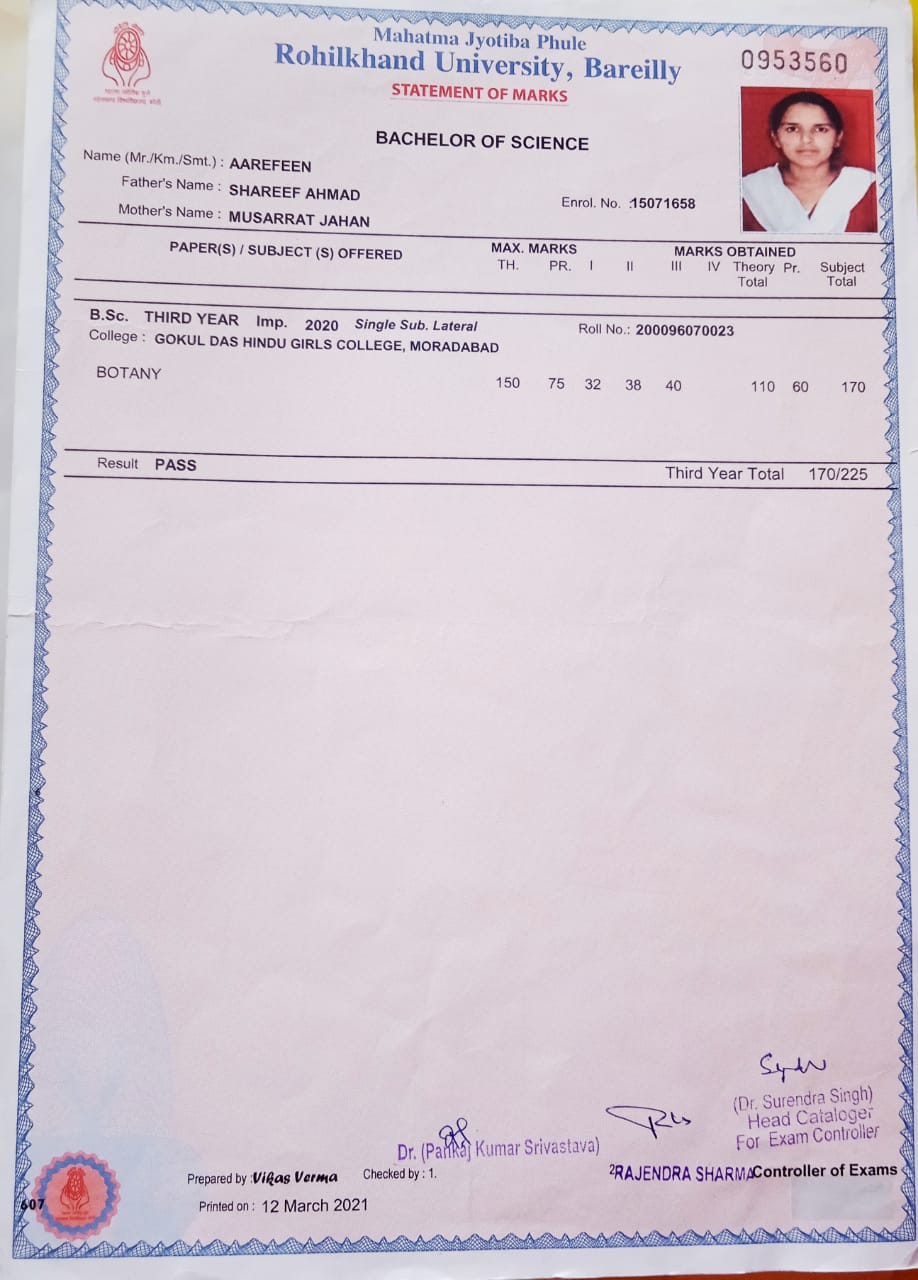 Mahatma Jyotiba Phule
Rohilkhand University, Bareilly
0953560
STATEMENT OF MARKS
BACHELOR OF SCIENCE
Name (Mr./Km./Smt.) : AAREFEEN
Father's Name : SHAREEF AHMAD
Enrol. No. :15071658
Mother's Name : MUSARRAT JAHAN
PAPER(S) / SUBJECT (S) OFFERED MAX. MARKS MARKS OBTAINED
TH. PR. I II III IV Theory Total Pr. Subject Total
B.Sc. THIRD YEAR Imp. 2020 Single Sub. Lateral Roll No.: 200096070023
College : GOKUL DAS HINDU GIRLS COLLEGE, MORADABAD
BOTANY 150 75 32 38 40 110 60 170
Result PASS Third Year Total 170/225
(Dr. Surendra Singh)
Head Cataloger
For Exam Controller
Dr. (Pankaj Kumar Srivastava)
Prepared by : Vikas Verma Checked by : 1. 2 RAJENDRA SHARMA Controller of Exams
Printed on : 12 March 2021
607